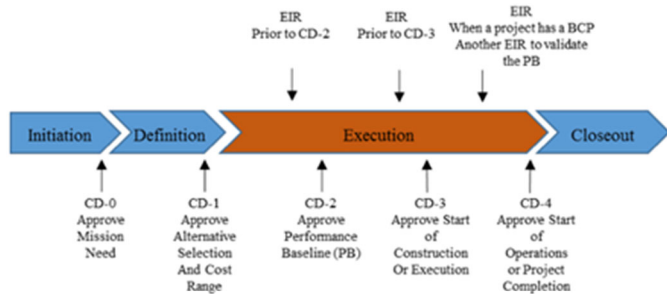 EIR
Prior to CD-2
EIR
Prior to CD-3
EIR
When a project has a BCP
Another EIR to validate
the PB
Initiation
Definition
Execution
Closeout
CD-0
Approve
Mission
Need
CD-1
Approve
Alternative
Selection
And Cost
Range
CD-2
Approve
Performance
Baseline (PB)
CD-3
Approve Start
of
Construction
Or Execution
CD-4
Approve Start
of
Operations
or Project
Completion